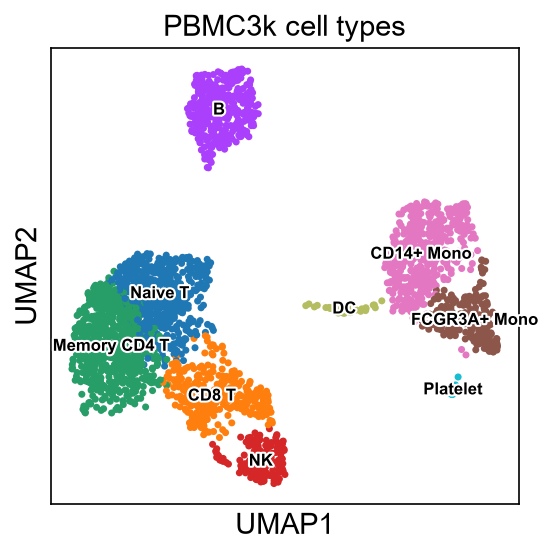 PBMC3k cell types
B
CD14+ Mono
Naive T
DC
FCGR3A+ Mono
Memory CD4 T
Platelet
CD8 T
NK
UMAP2
UMAP1